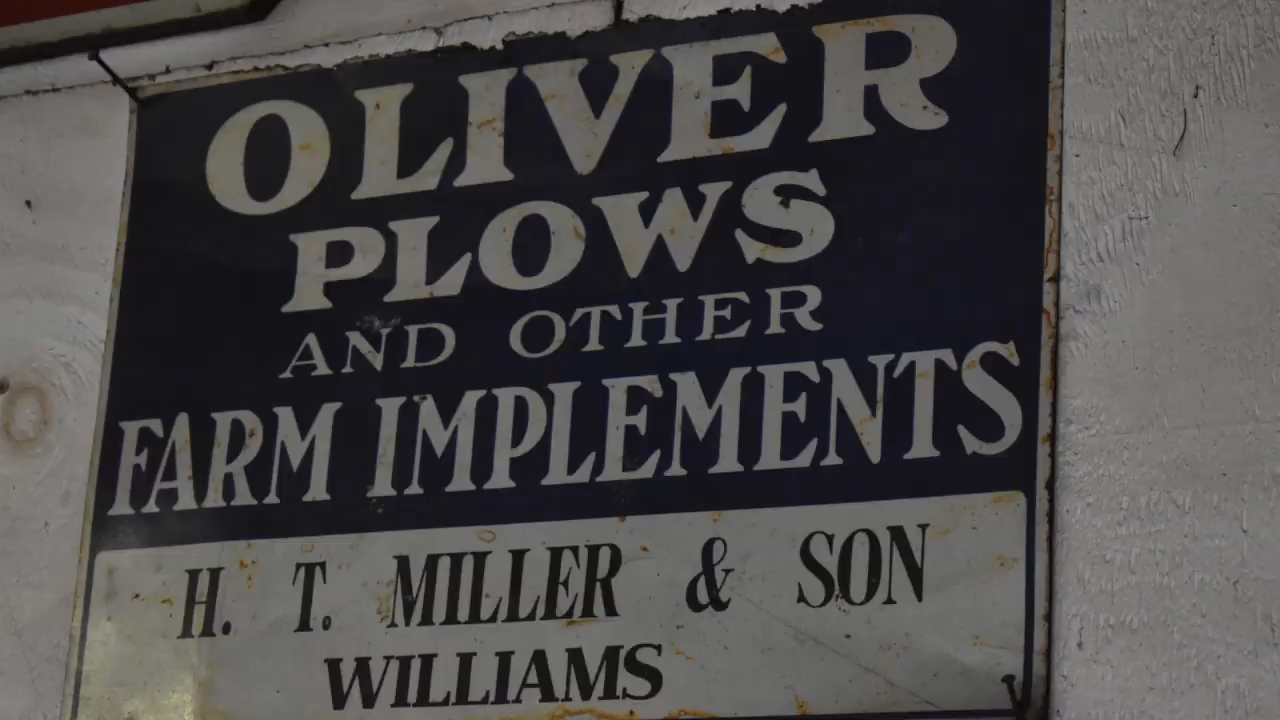 OLIVER
PLOWS
AND OTHER
FARM IMPLEMENTS
H. T. MILLER & SON
WILLIAMS